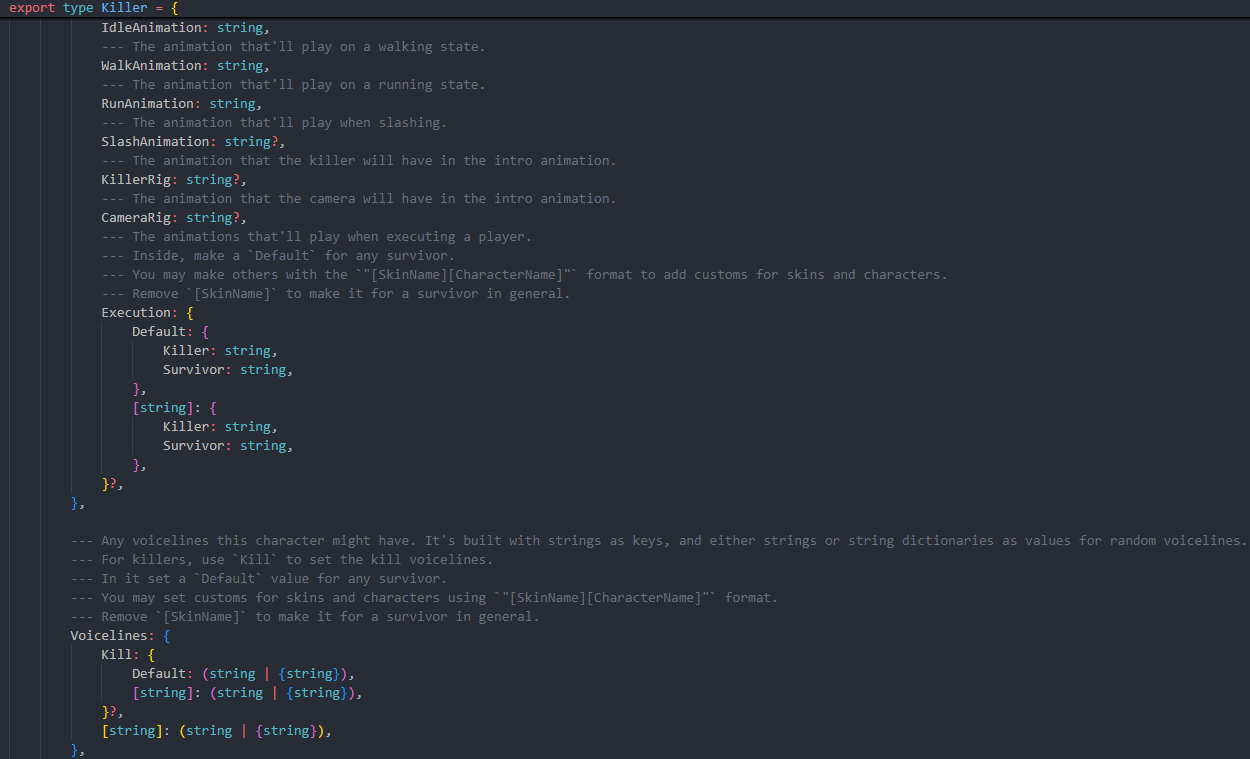 export type Killer = {
IdleAnimation: string,
--- The animation that'll play on a walking state.
WalkAnimation: string,
--- The animation that'll play on a running state.
RunAnimation: string,
--- The animation that'll play when slashing.
SlashAnimation: string?,
--- The animation that the killer will have in the intro animation.
KillerRig: string?,
--- The animation that the camera will have in the intro animation.
CameraRig: string?,
--- The animations that'll play when executing a player.
--- Inside, make a `Default` for any survivor.
--- You may make others with the `"[SkinName][CharacterName]"` format to add customs for skins and characters.
--- Remove `[SkinName]` to make it for a survivor in general.
Execution: {
Default: {
Killer: string,
Survivor: string,
},
[string]: {
Killer: string,
Survivor: string,
},
}?,
},
--- Any voicelines this character might have. It's built with strings as keys, and either strings or string dictionaries as values for random voicelines.
--- For killers, use `Kill` to set the kill voicelines.
--- In it set a `Default` value for any survivor.
--- You may set customs for skins and characters using `"[SkinName][CharacterName]"` format.
--- Remove `[SkinName]` to make it for a survivor in general.
Voicelines: {
Kill: {
Default: (string | {string}),
[string]: (string | {string}),
}?,
[string]: (string | {string}),
},